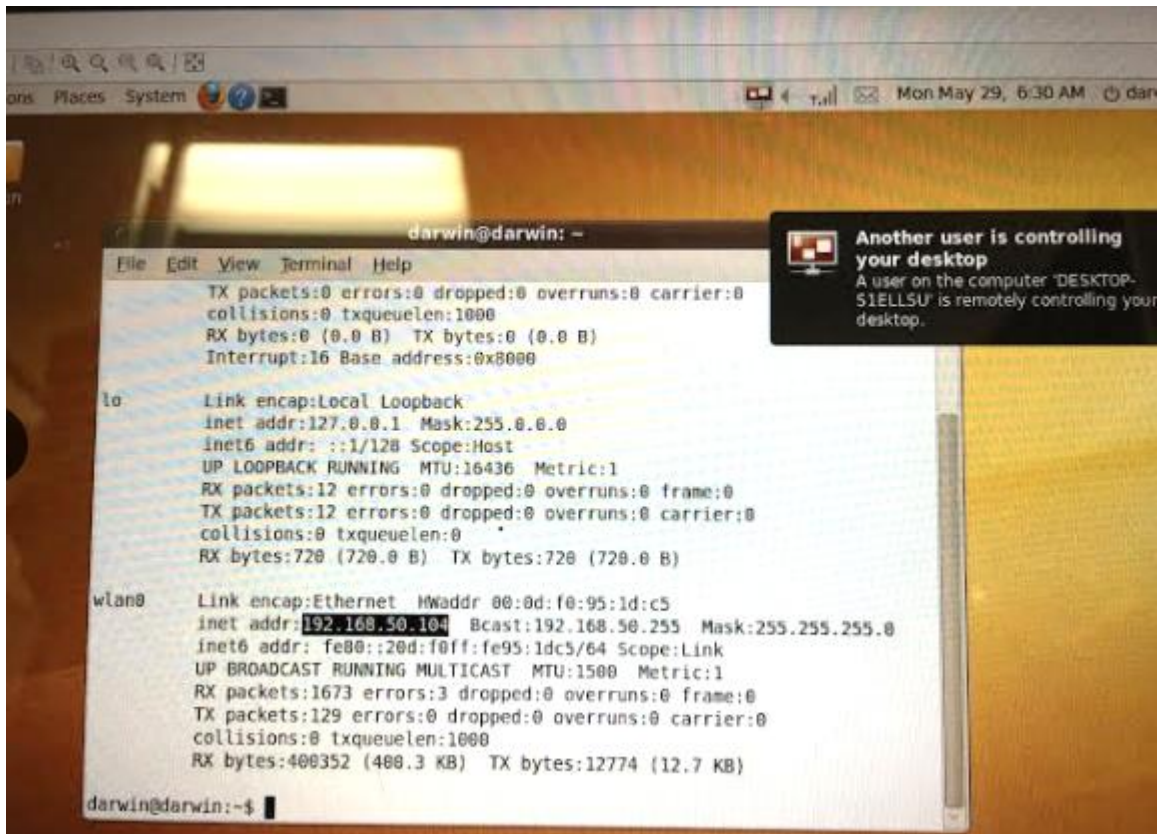 Places System
Mon May 29, 6:30 AM
darwin@darwin: ~
Another user is controlling
your desktop
A user on the computer 'DESKTOP-
S1ELLSU' is remotely controlling your
desktop.
File Edit View Terminal Help
TX packets:0 errors:0 dropped:0 overruns:0 carrier:0
collisions:0 txqueuelen:1000
RX bytes:0 (0.0 B) TX bytes:0 (0.0 B)
Interrupt:16 Base address:0x8000
lo Link encap:Local Loopback
inet addr:127.0.0.1 Mask:255.0.0.0
inet6 addr: ::1/128 Scope:Host
UP LOOPBACK RUNNING MTU:16436 Metric:1
RX packets:12 errors:0 dropped:0 overruns:0 frame:0
TX packets:12 errors:0 dropped:0 overruns:0 carrier:0
collisions:0 txqueuelen:0
RX bytes:720 (720.0 B) TX bytes:720 (720.0 B)
wlan0 Link encap:Ethernet HWaddr 00:0d:f0:95:1d:c5
inet addr:192.168.50.104 Bcast:192.168.50.255 Mask:255.255.255.0
inet6 addr: fe80::20d:f0ff:fe95:1dc5/64 Scope:Link
UP BROADCAST RUNNING MULTICAST MTU:1500 Metric:1
RX packets:1673 errors:3 dropped:0 overruns:0 frame:0
TX packets:129 errors:0 dropped:0 overruns:0 carrier:0
collisions:0 txqueuelen:1000
RX bytes:400352 (400.3 KB) TX bytes:12774 (12.7 KB)
darwin@darwin:~$